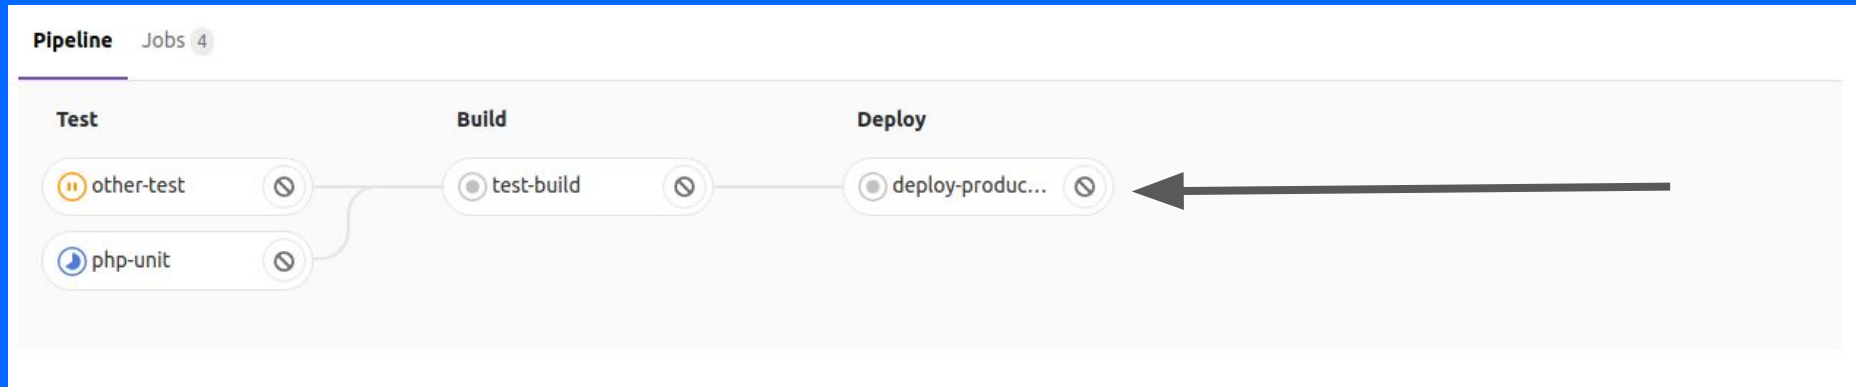 Pipeline Jobs 4
Test Build Deploy
other-test test-build deploy-produc...
php-unit